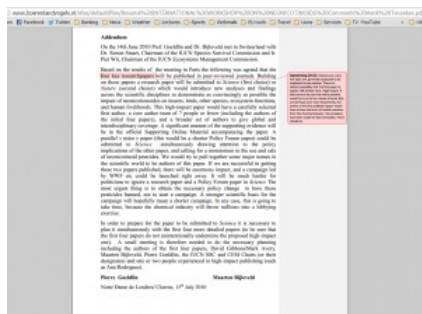 www.boerenlandvogels.nl
Facebook Twitter Banking News Weather Lectures Sports Lions Services TV-YouTube
Addendum
On the 14th June 2010 Prof. Goeldlin and Dr. Bijleveld met in Switzerland with
Dr. Simon Stuart, Chairman of the IUCN Species Survival Commission and
Piet Wit, Chairman of the IUCN Ecosystems Management Commission.
Based on the results of the meeting in Paris the following was agreed that the
four key research papers will be published in peer-reviewed journals. Building
on these papers a research paper will be submitted to Science (first choice) or
Nature (second choice) which would introduce new analyses and findings
across the scientific disciplines to demonstrate as convincingly as possible the
impact of neonicotinoids on insects, birds, other species, ecosystem functions,
and human livelihoods. This high-impact paper would have a carefully selected
first author, a core author team of 7 people or fewer (including the authors of
the initial four papers), and a broader set of authors to give global and
interdisciplinary coverage. A significant amount of the supporting evidence will
be in the official Supporting Online Material accompanying the paper. A
parallel « sister » paper (this would be a shorter Policy Forum paper) could be
submitted to Science simultaneously drawing attention to the policy
implications of the other paper, and calling for a moratorium in the use and sale
of neonicotinoid pesticides. We would try to pull together some major names in
the scientific world to be authors of this paper. If we are successful in getting
these two papers published, there will be enormous impact, and a campaign led
by WWF etc could be launched right away. It will be much harder for
politicians to ignore a research paper and a Policy Forum paper in Science. The
most urgent thing is to obtain the necessary policy change to have these
pesticides banned, not to start a campaign. A stronger scientific basis for the
campaign will hopefully mean a shorter campaign. In any case, this is going to
take time, because the chemical industry will throw millions into a lobbying
exercise.
In order to prepare for the paper to be submitted to Science it is necessary to
plan it simultaneously with the first four more detailed papers (to be sure that
the first four papers do not unintentionally undermine the proposed high-impact
one). A small meeting is therefore needed to do the necessary planning
including the authors of the first four papers, David Gibbons/Mark Avery,
Maarten Bijleveld, Pierre Goeldlin, the IUCN SSC and CEM Chairs (or their
designates) and one or two people experienced in high-impact publishing (such
as Ana Rodrigues).
Pierre Goeldlin Maarten Bijleveld
Notre Dame de Londres/Clarens, July 2010